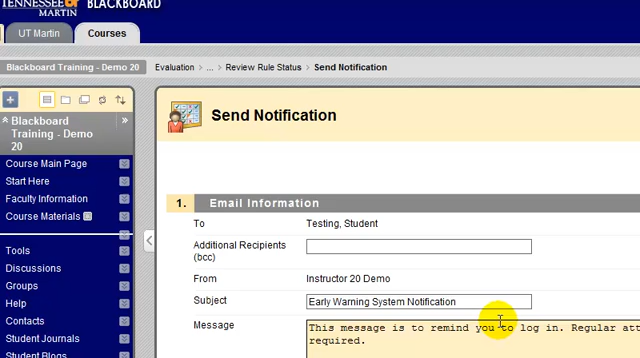 TENNESSEE
MARTIN
BLACKBOARD
UT Martin
Courses
Blackboard Training - Demo 20
Evaluation > ... > Review Rule Status > Send Notification
Blackboard
Training - Demo
20
Course Main Page
Start Here
Faculty Information
Course Materials
Tools
Discussions
Groups
Help
Contacts
Student Journals
Student Blogs
Send Notification
1. Email Information
To Testing, Student
Additional Recipients
(bcc)
From Instructor 20 Demo
Subject Early Warning System Notification
Message This message is to remind you to log in. Regular att
required.